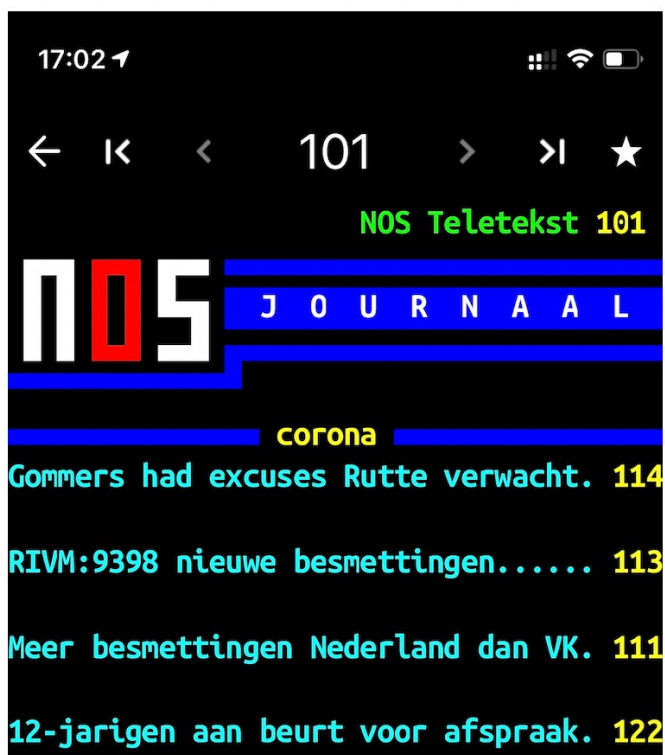 17:02
101
NOS Teletekst 101
NOS JOURNAAL
corona
Gommers had excuses Rutte verwacht. 114
RIVM:9398 nieuwe besmettingen...... 113
Meer besmettingen Nederland dan VK. 111
12-jarigen aan beurt voor afspraak. 122